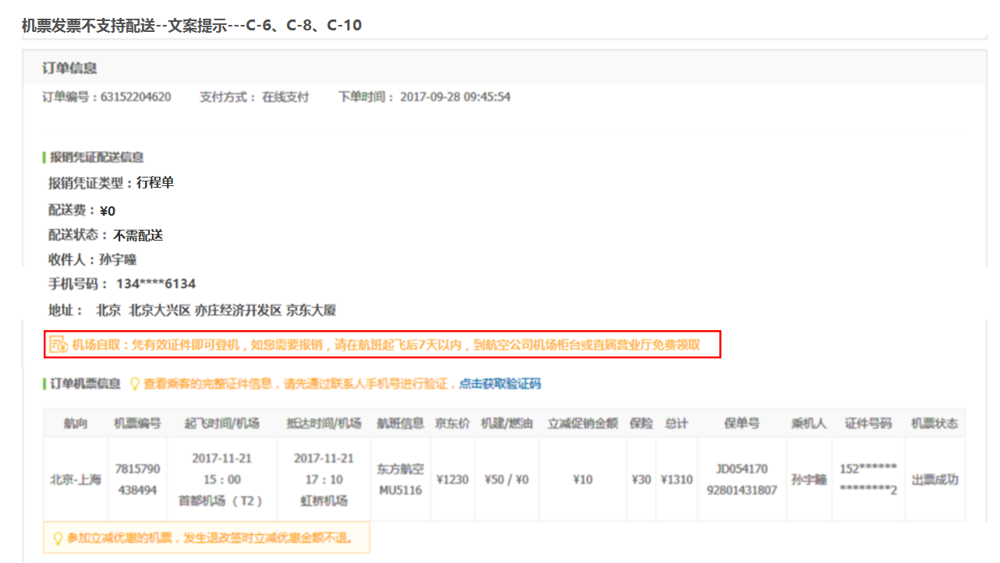 机票发票不支持配送--文案提示---C-6、C-8、C-10
订单信息
订单编号：63152204620 支付方式： 在线支付 下单时间： 2017-09-28 09:45:54
报销凭证配送信息
报销凭证类型：行程单
配送费：¥0
配送状态： 不需配送
收件人：孙宇曈
手机号码： 134****6134
地址： 北京 北京大兴区 亦庄经济开发区 京东大厦
机场自取：凭有效证件即可登机，如您需要报销，请在航班起飞后7天以内，到航空公司机场柜台或直属营业厅免费领取
订单机票信息 查看乘客的完整证件信息，请先通过联系人手机号进行验证，点击获取验证码
航向 机票编号 起飞时间/机场 抵达时间/机场 航班信息 京东价 机建/燃油 立减促销金额 保险 总计 保单号 乘机人 证件号码 机票状态
北京-上海 7815790 438494 2017-11-21 15：00 首都机场（T2） 2017-11-21 17：10 虹桥机场 东方航空 MU5116 ¥1230 ¥50 / ¥0 ¥10 ¥30 ¥1310 JD054170 92801431807 孙宇曈 152****** ********2 出票成功
参加立减优惠的机票，发生退改签时立减优惠金额不退。